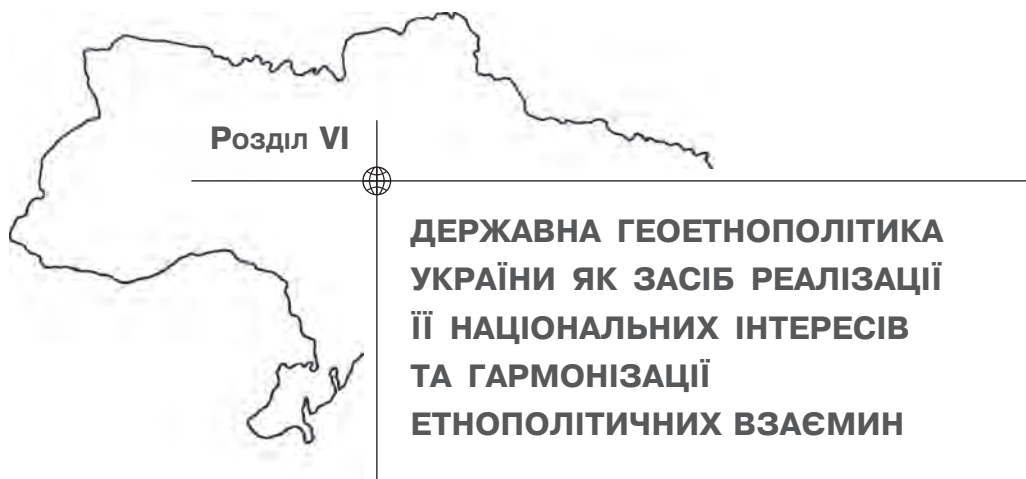 Розділ VI
ДЕРЖАВНА ГЕОЕТНОПОЛІТИКА
УКРАЇНИ ЯК ЗАСІБ РЕАЛІЗАЦІЇ
ЇЇ НАЦІОНАЛЬНИХ ІНТЕРЕСІВ
ТА ГАРМОНІЗАЦІЇ
ЕТНОПОЛІТИЧНИХ ВЗАЄМИН